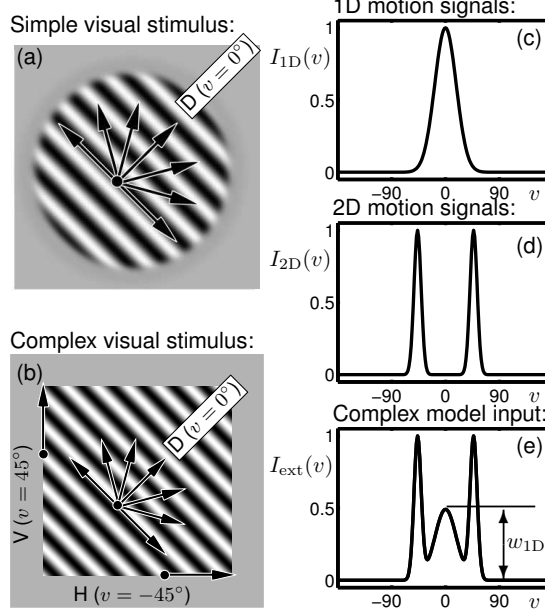 Simple visual stimulus:
(a)
D (v = 0°)
Complex visual stimulus:
(b)
D (v = 0°)
V (v = 45°)
H (v = −45°)
1D motion signals:
(c)
I1D(v)
1
0.5
0
−90 0 90 v
2D motion signals:
(d)
I2D(v)
1
0.5
0
−90 0 90 v
Complex model input:
(e)
Iext(v)
1
0.5
w1D
0
−90 0 90 v